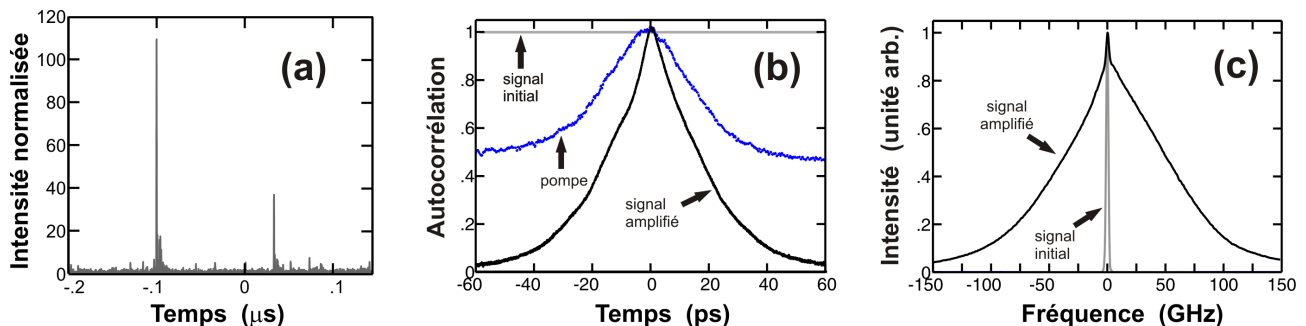 Intensité normalisée
120
100
80
60
40
20
0
-.2
-.1
0
.1
Temps (μs)
(a)
Autocorrélation
1
.8
.6
.4
.2
0
-60
-40
-20
0
20
40
60
Temps (ps)
(b)
signal
initial
pompe
signal
amplifié
Intensité (unité arb.)
1
.8
.6
.4
.2
0
-150
-100
-50
0
50
100
150
Fréquence (GHz)
(c)
signal
amplifié
signal
initial